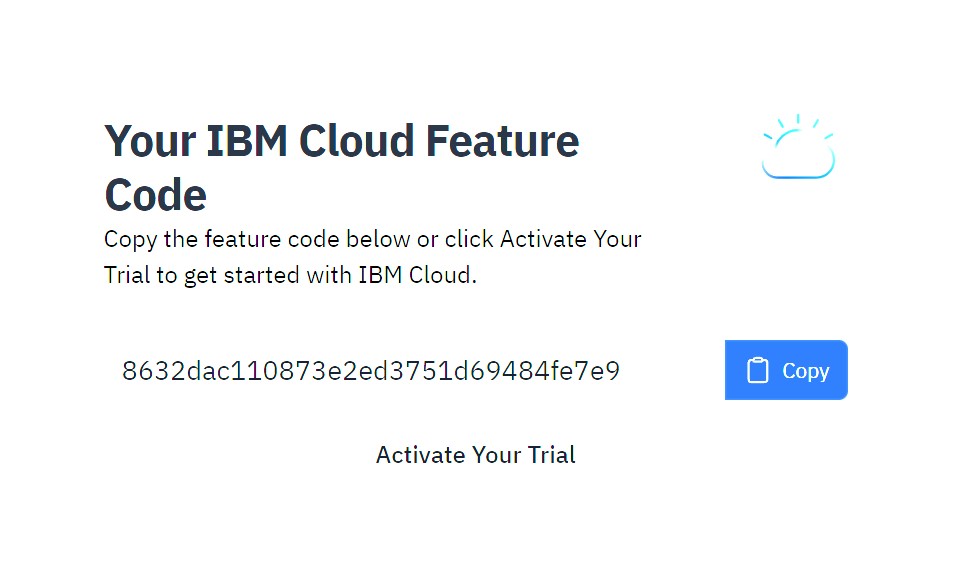 Your IBM Cloud Feature
Code
Copy the feature code below or click Activate Your
Trial to get started with IBM Cloud.
8632dac110873e2ed3751d69484fe7e9
Copy
Activate Your Trial